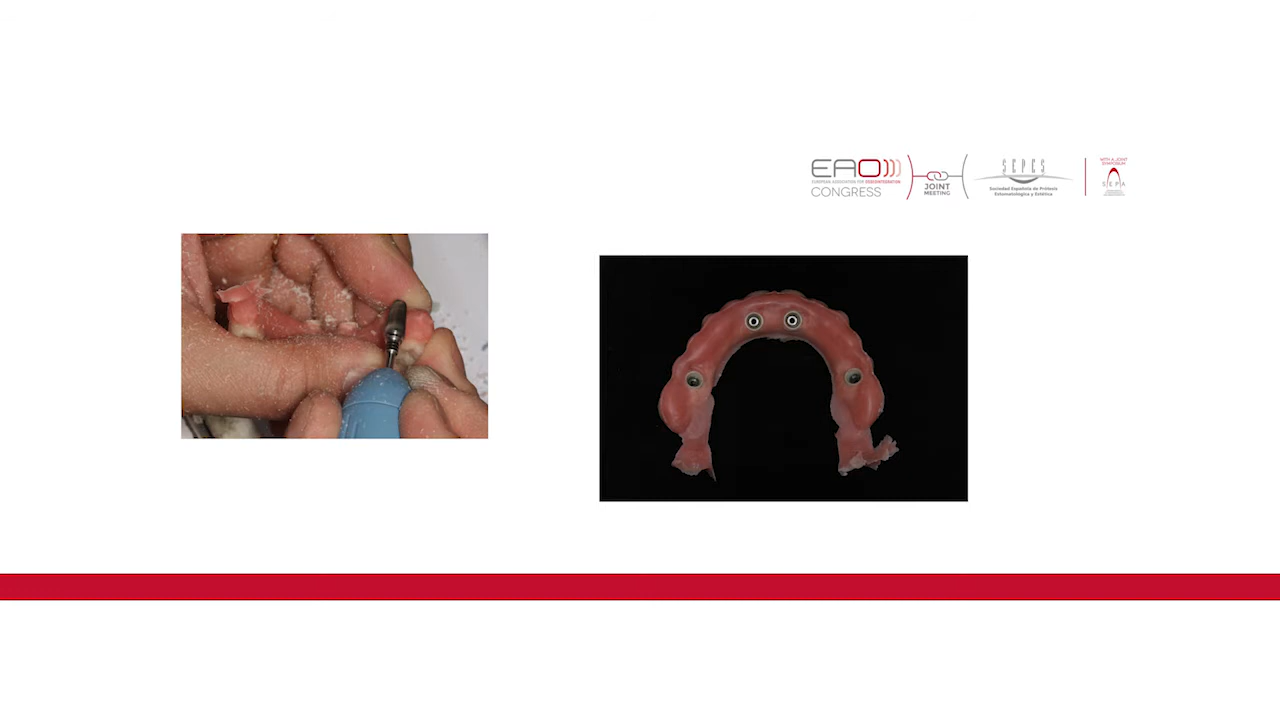 EAO
EUROPEAN ASSOCIATION FOR OSSEOINTEGRATION
CONGRESS
JOINT
MEETING
SEPES
Sociedad Española de Prótesis
Estomatológica y Estética
WITH A JOINT
SYMPOSIUM
SEPA